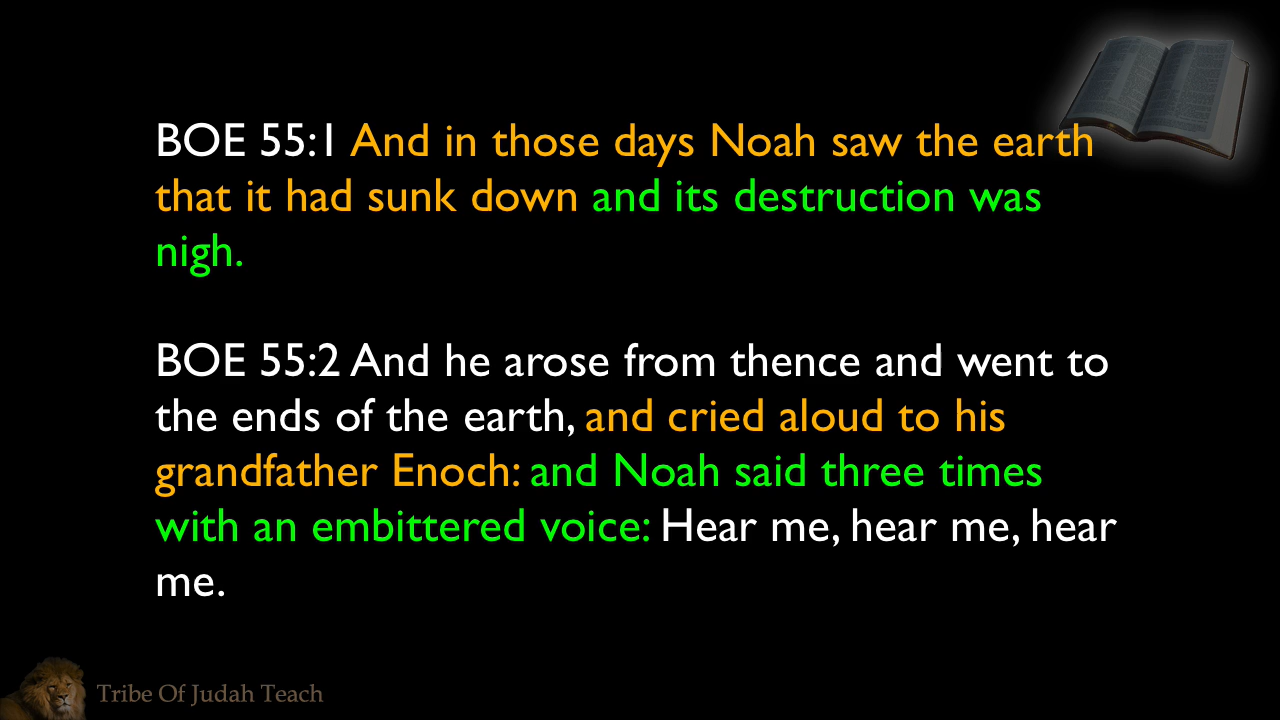 BOE 55:1 And in those days Noah saw the earth
that it had sunk down and its destruction was
nigh.
BOE 55:2 And he arose from thence and went to
the ends of the earth, and cried aloud to his
grandfather Enoch: and Noah said three times
with an embittered voice: Hear me, hear me, hear
me.
Tribe Of Judah Teach